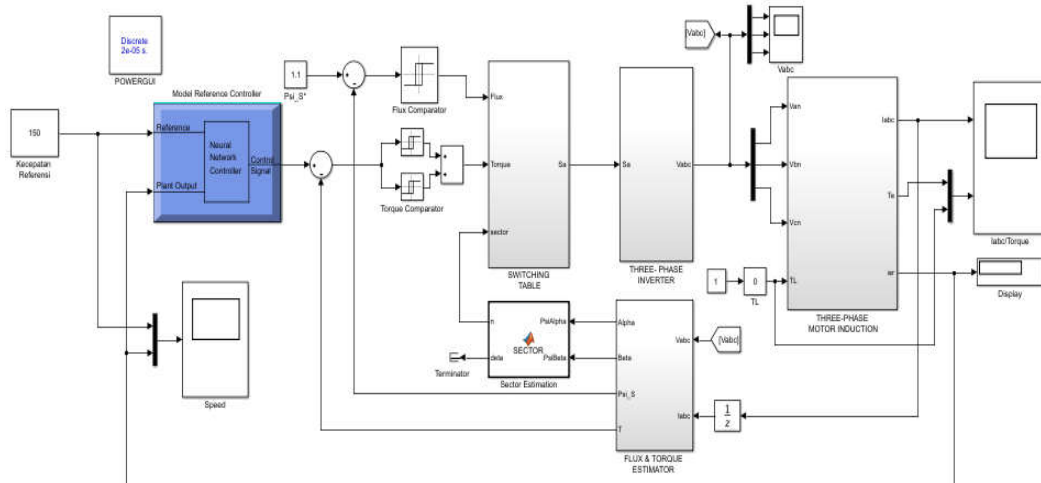 Discrete
2e-05 s.
POWERGUI
Model Reference Controller
150
Kecepatan
Referensi
Reference
Plant Output
Neural
Network
Controller
Control
Signal
1.1
Psi_S*
Flux Comparator
Torque Comparator
Flux
Torque
sector
Sa
SWITCHING
TABLE
Sa
Vabc
THREE- PHASE
INVERTER
[Vabc]
Vabc
Van
Vbn
Vcn
TL
Iabc
Te
wr
THREE-PHASE
MOTOR INDUCTION
Iabc/Torque
Display
1
0
TL
n
deta
SECTOR
PsiAlpha
PsiBeta
Sector Estimation
Terminator
Alpha
Beta
Psi_S
T
Vabc
Iabc
FLUX & TORQUE
ESTIMATOR
[Vabc]
1
z
Speed